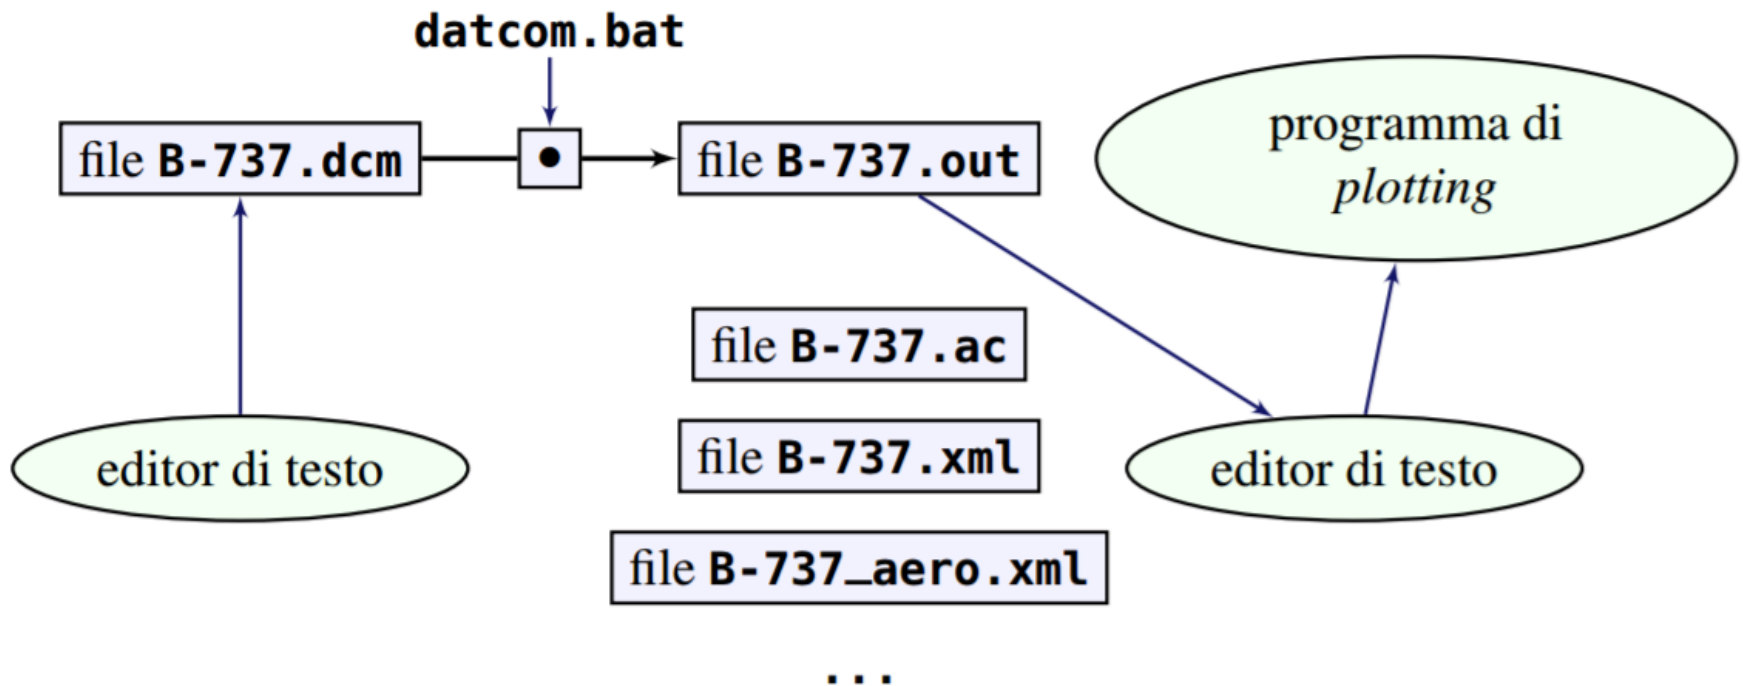 datcom.bat
file B-737.dcm
file B-737.out
programma di
plotting
file B-737.ac
file B-737.xml
editor di testo
editor di testo
file B-737_aero.xml
...